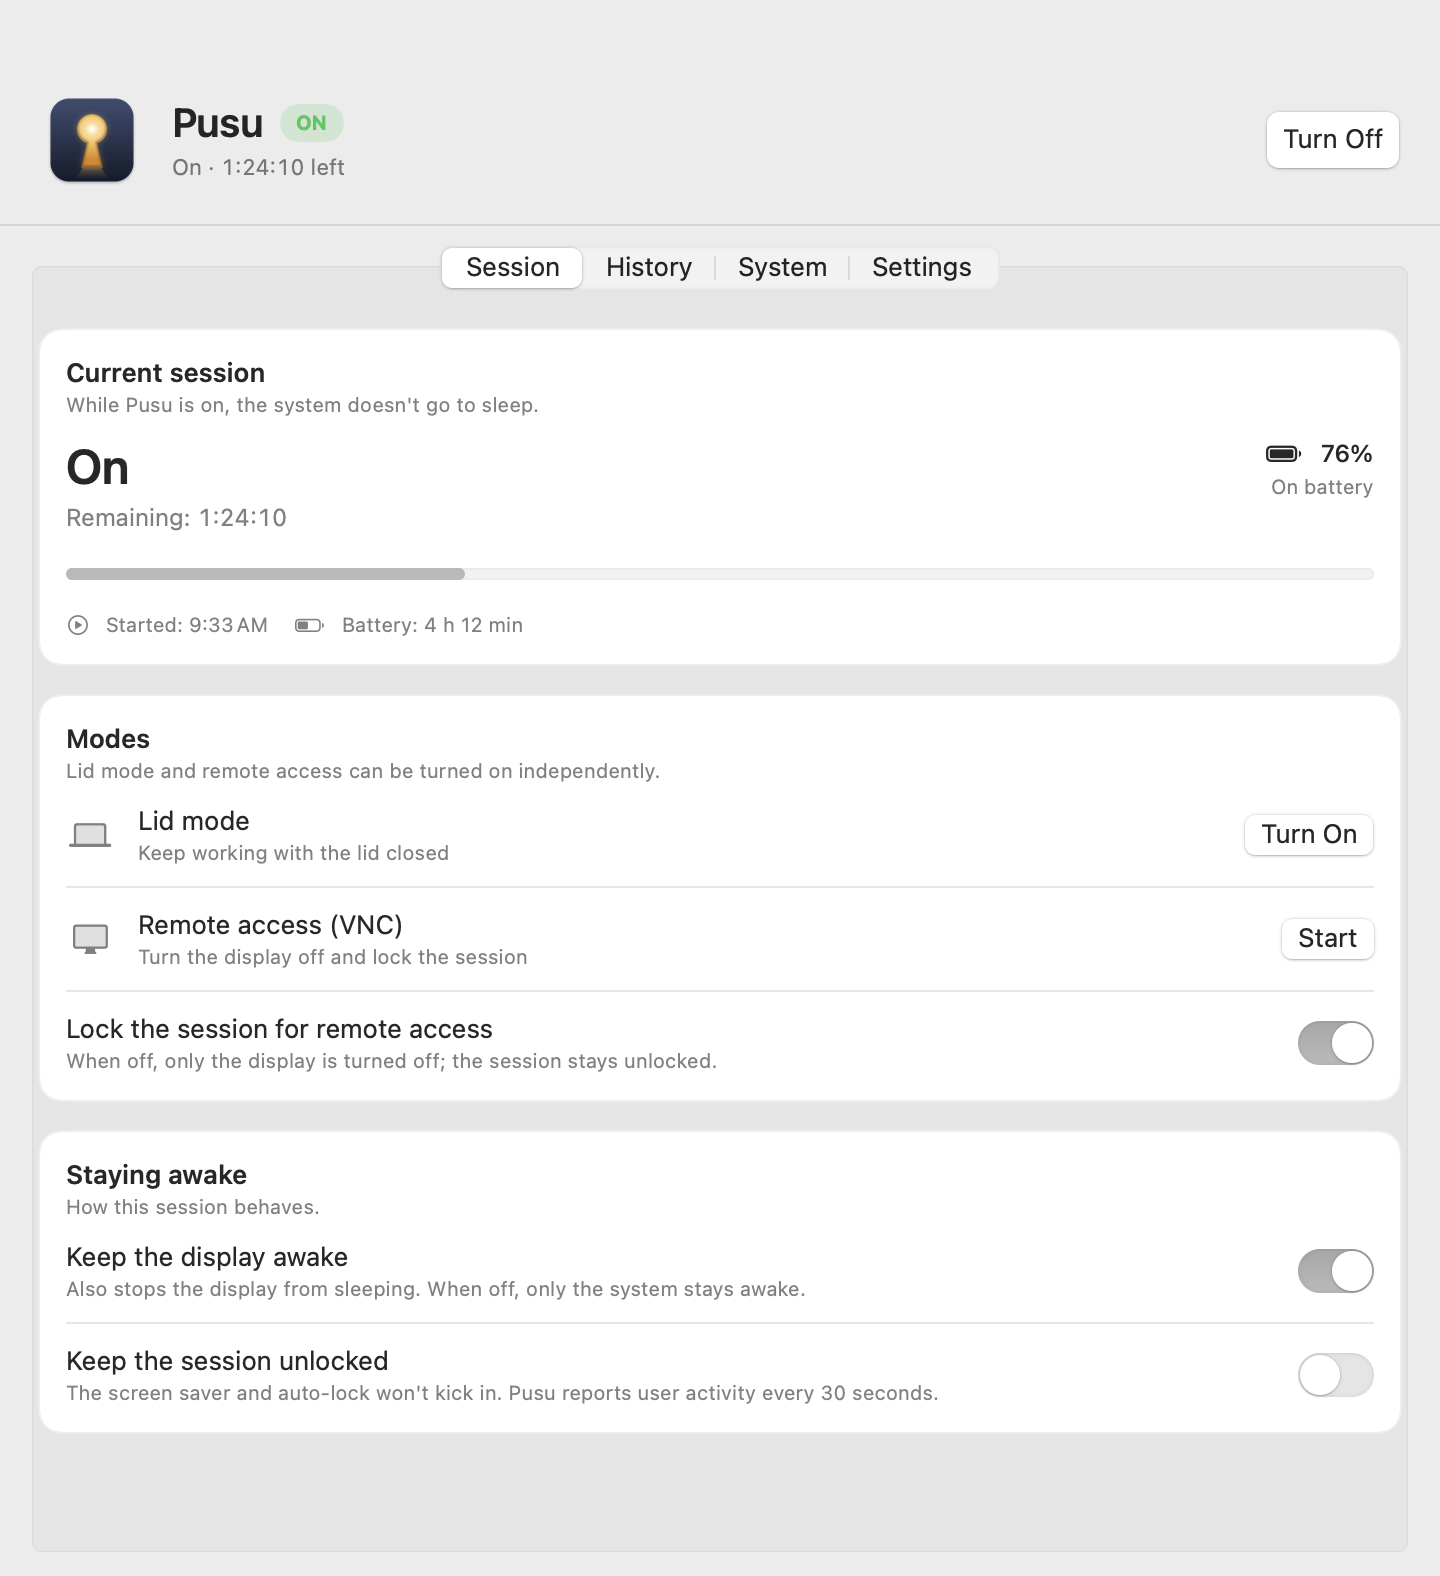 Pusu ON
On · 1:24:10 left
Turn Off
Session History System Settings
Current session
While Pusu is on, the system doesn't go to sleep.
On
76%
On battery
Remaining: 1:24:10
Started: 9:33 AM Battery: 4 h 12 min
Modes
Lid mode and remote access can be turned on independently.
Lid mode
Keep working with the lid closed
Turn On
Remote access (VNC)
Turn the display off and lock the session
Start
Lock the session for remote access
When off, only the display is turned off; the session stays unlocked.
Staying awake
How this session behaves.
Keep the display awake
Also stops the display from sleeping. When off, only the system stays awake.
Keep the session unlocked
The screen saver and auto-lock won't kick in. Pusu reports user activity every 30 seconds.